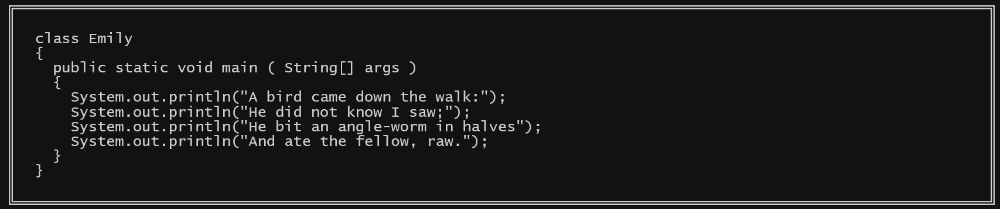 class Emily
{
  public static void main ( String[] args )
  {
    System.out.println("A bird came down the walk:");
    System.out.println("He did not know I saw;");
    System.out.println("He bit an angle-worm in halves");
    System.out.println("And ate the fellow, raw.");
  }
}